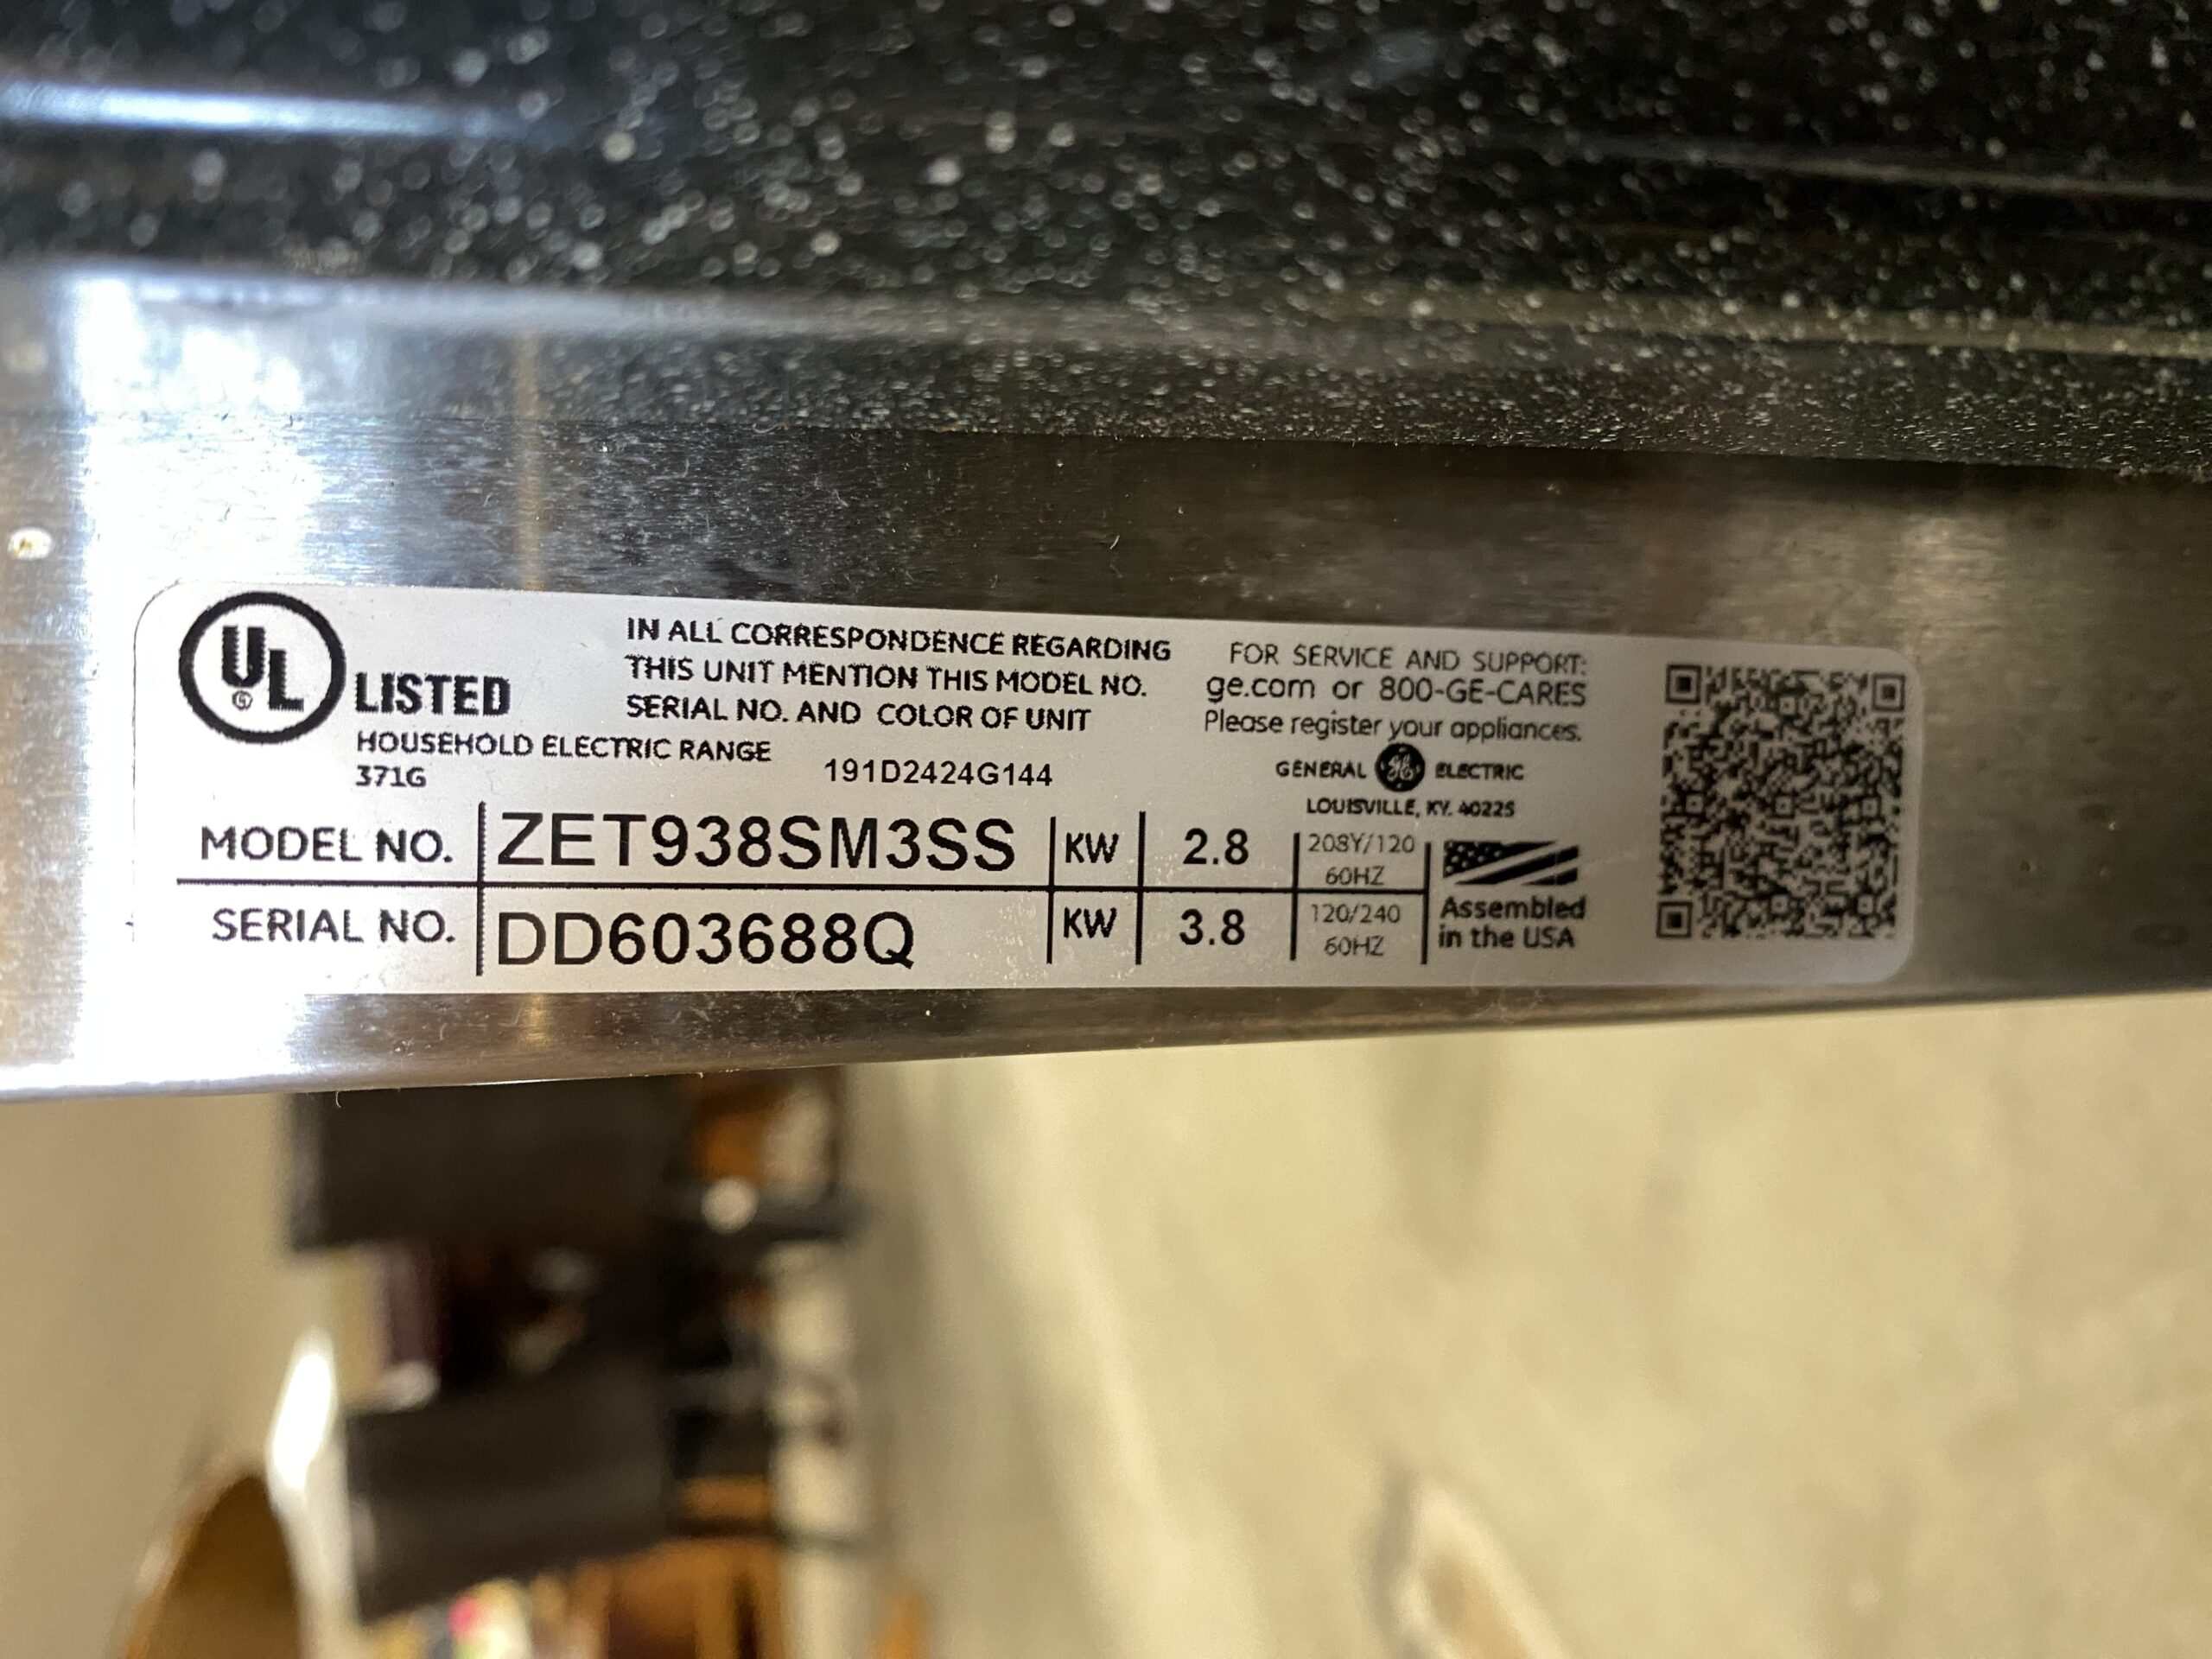 UL LISTED
HOUSEHOLD ELECTRIC RANGE
371G
IN ALL CORRESPONDENCE REGARDING
THIS UNIT MENTION THIS MODEL NO.
SERIAL NO. AND COLOR OF UNIT
191D2424G144
FOR SERVICE AND SUPPORT:
ge.com or 800-GE-CARES
Please register your appliances.
GENERAL GE ELECTRIC
LOUISVILLE, KY. 40225
MODEL NO. ZET938SM3SS KW 2.8 208Y/120 60HZ
SERIAL NO. DD603688Q KW 3.8 120/240 60HZ
Assembled
in the USA